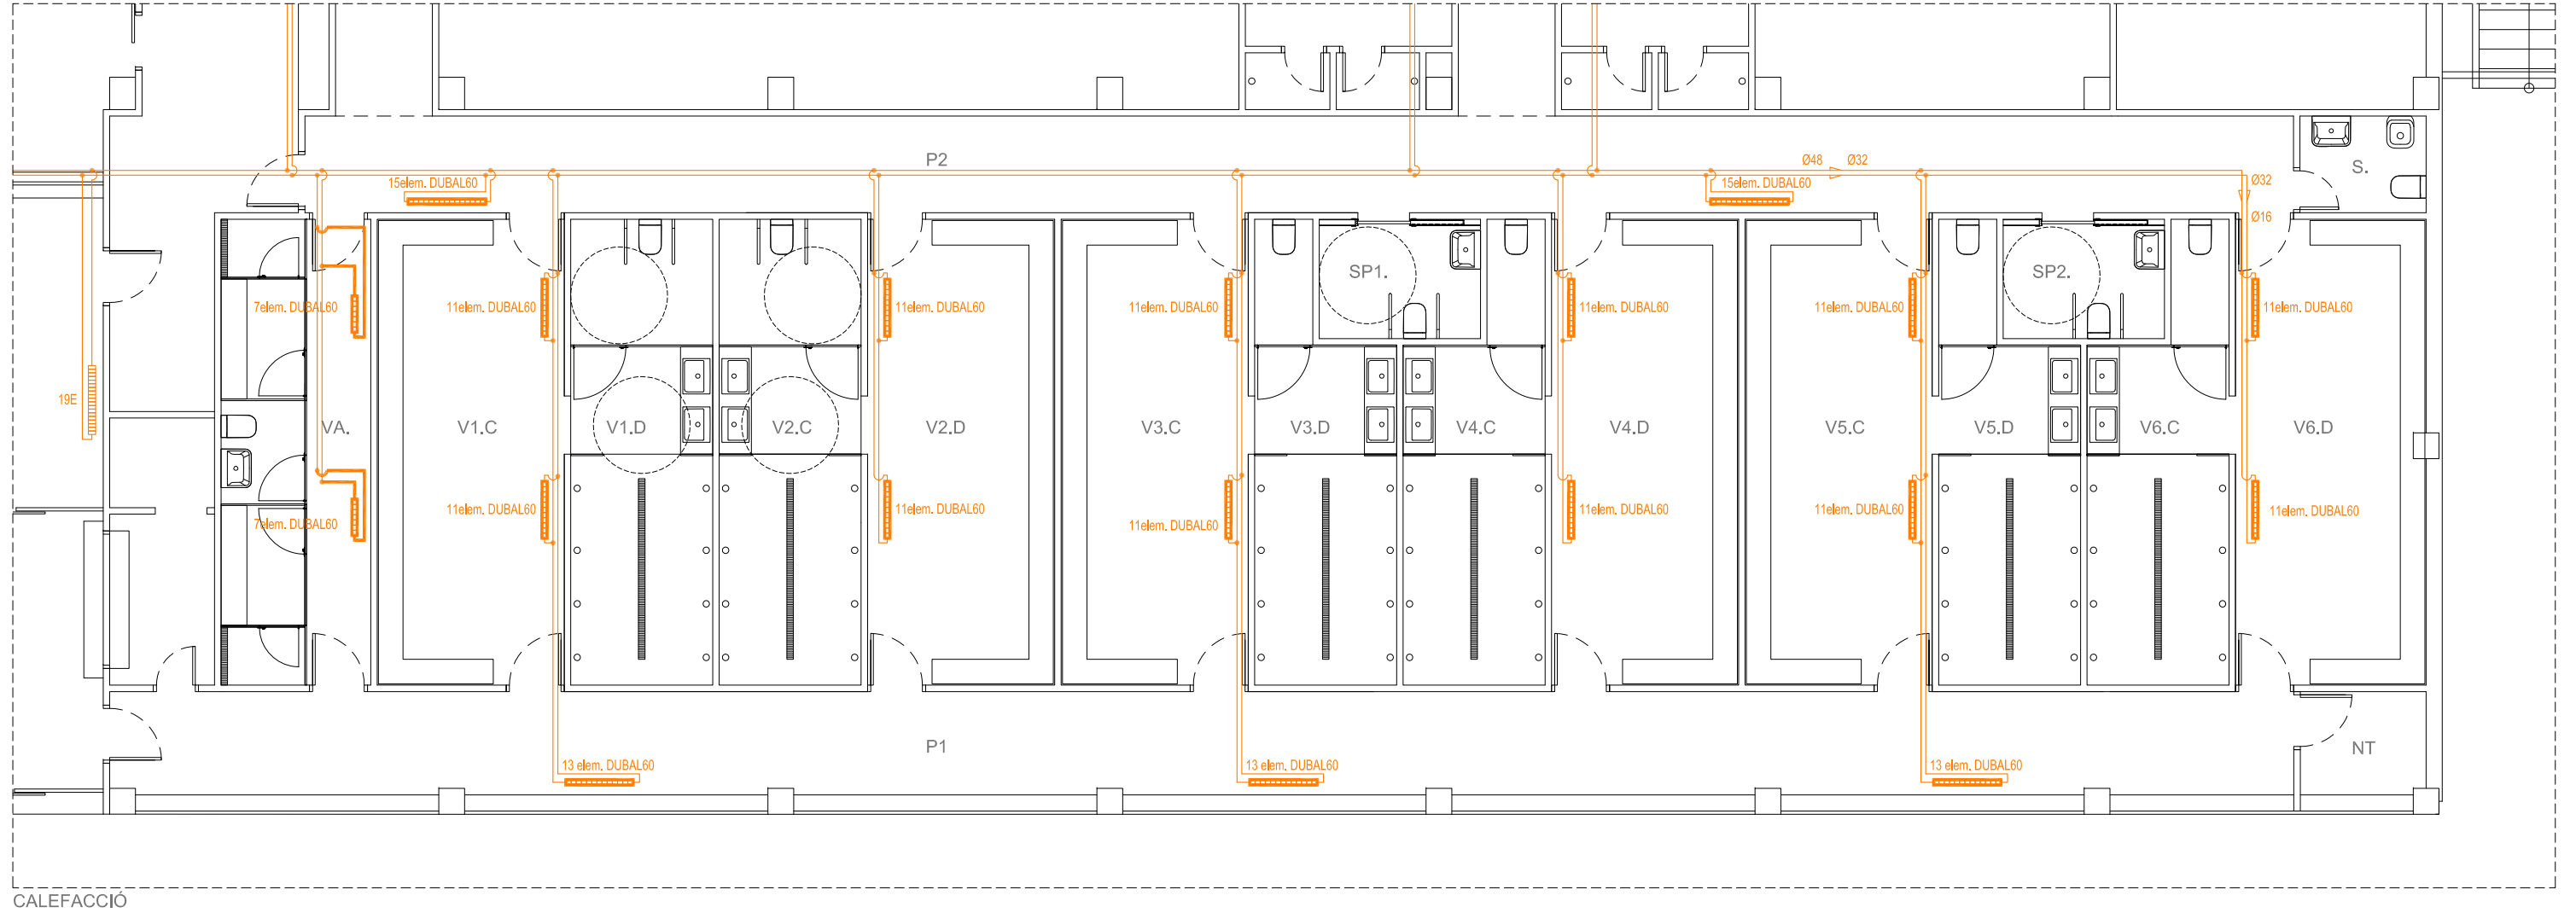 P2
Ø48 Ø32
S.
15elem. DUBAL60
15elem. DUBAL60
Ø32
Ø16
SP1.
SP2.
7elem. DUBAL60
11elem. DUBAL60
11elem. DUBAL60
11elem. DUBAL60
11elem. DUBAL60
11elem. DUBAL60
11elem. DUBAL60
19E
VA.
V1.C
V1.D
V2.C
V2.D
V3.C
V3.D
V4.C
V4.D
V5.C
V5.D
V6.C
V6.D
7elem. DUBAL60
11elem. DUBAL60
11elem. DUBAL60
11elem. DUBAL60
11elem. DUBAL60
11elem. DUBAL60
11elem. DUBAL60
P1
NT
13 elem. DUBAL60
13 elem. DUBAL60
13 elem. DUBAL60
CALEFACCIÓ